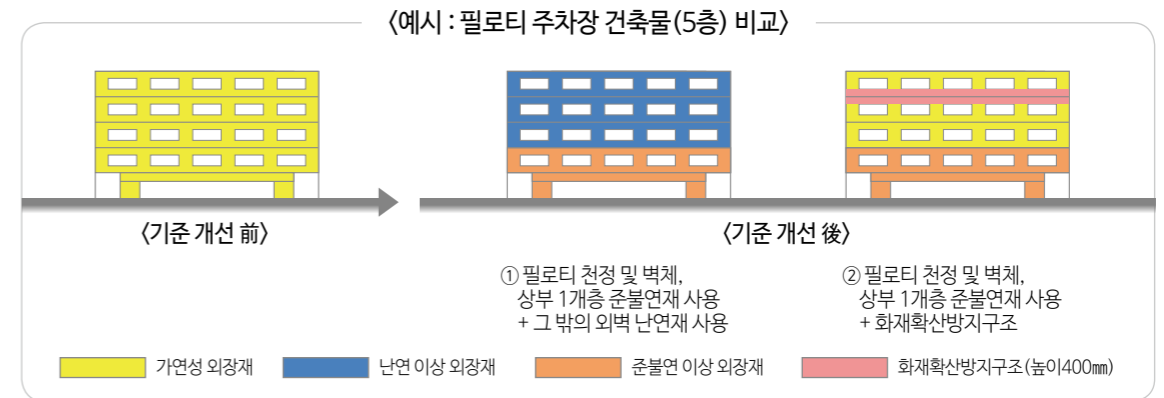 〈예시 : 필로티 주차장 건축물(5층) 비교〉
〈기준 개선 前〉
〈기준 개선 後〉
① 필로티 천정 및 벽체,
상부 1개층 준불연재 사용
+ 그 밖의 외벽 난연재 사용
② 필로티 천정 및 벽체,
상부 1개층 준불연재 사용
+ 화재확산방지구조
가연성 외장재
난연 이상 외장재
준불연 이상 외장재
화재확산방지구조(높이400㎜)